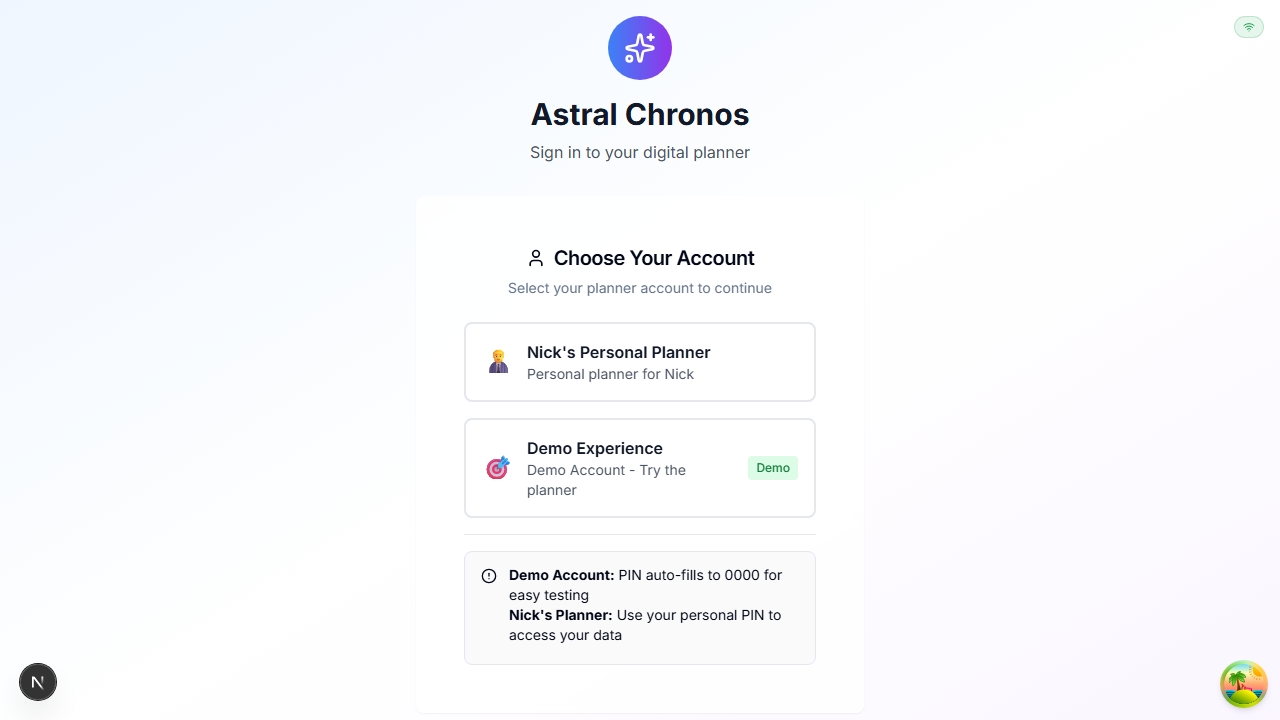 Astral Chronos
Sign in to your digital planner
Choose Your Account
Select your planner account to continue
Nick's Personal Planner
Personal planner for Nick
Demo Experience
Demo Account - Try the
planner
Demo
Demo Account: PIN auto-fills to 0000 for
easy testing
Nick's Planner: Use your personal PIN to
access your data
N